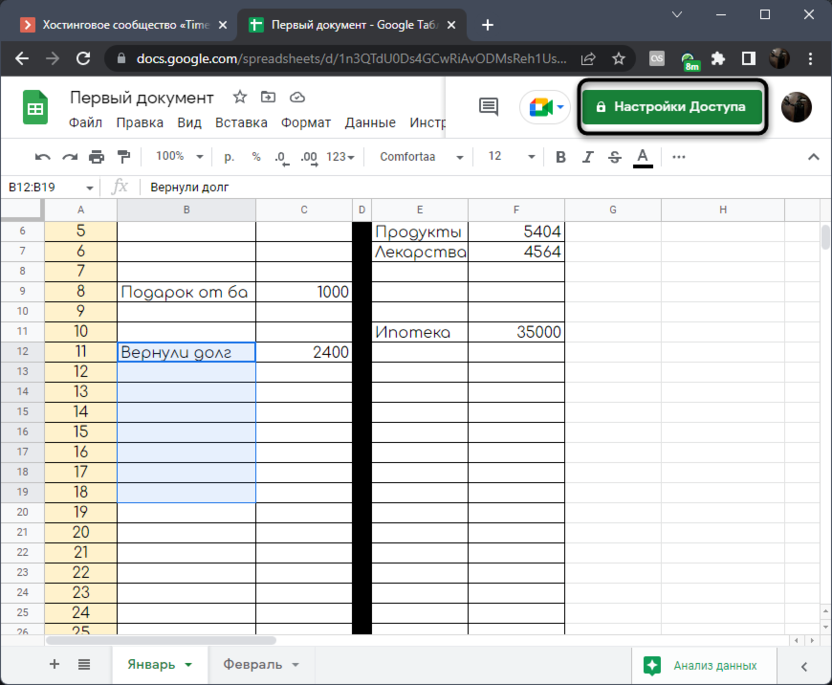 Хостинговое сообщество «Time
Первый документ - Google Табл
docs.google.com/spreadsheets/d/1n3QTdU0Ds4GCwRiAvODMsReh1Us...
OS
8m
Первый документ
Настройки Доступа
Файл Правка Вид Вставка Формат Данные Инстр
100% р. % .0 .00 123 Comfortaa 12 B I S A
B12:B19 fx Вернули долг
A B C D E F G H
6 5 Продукты 5404
7 6 Лекарства 4564
8 7
9 8 Подарок от ба 1000
10 9
11 10 Ипотека 35000
12 11 Вернули долг 2400
13 12
14 13
15 14
16 15
17 16
18 17
19 18
20 19
21 20
22 21
23 22
24 23
25 24
26 25
Январь Февраль Анализ данных